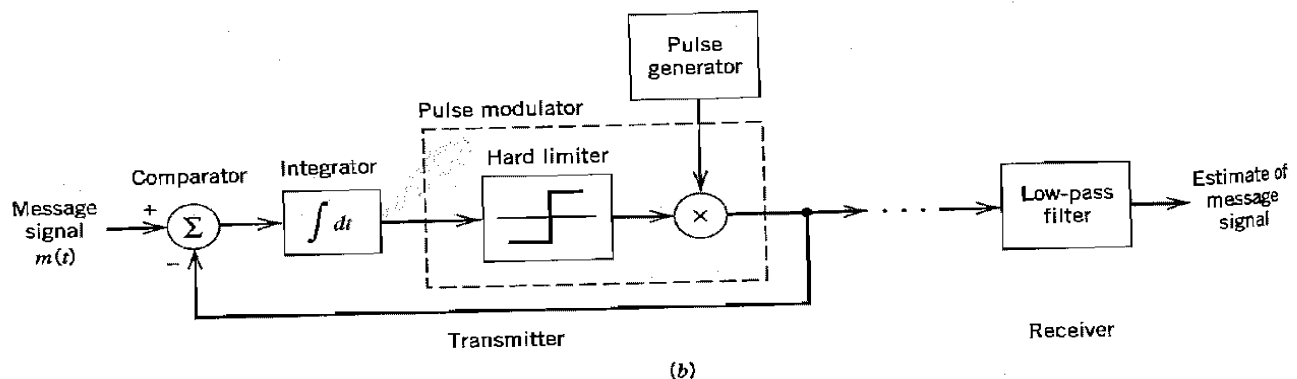 Pulse
generator
Pulse modulator
Hard limiter
Integrator
Comparator
Message
signal
m(t)
+
−
Σ
∫ dt
×
. . .
Low-pass
filter
Estimate of
message
signal
Transmitter
Receiver
(b)